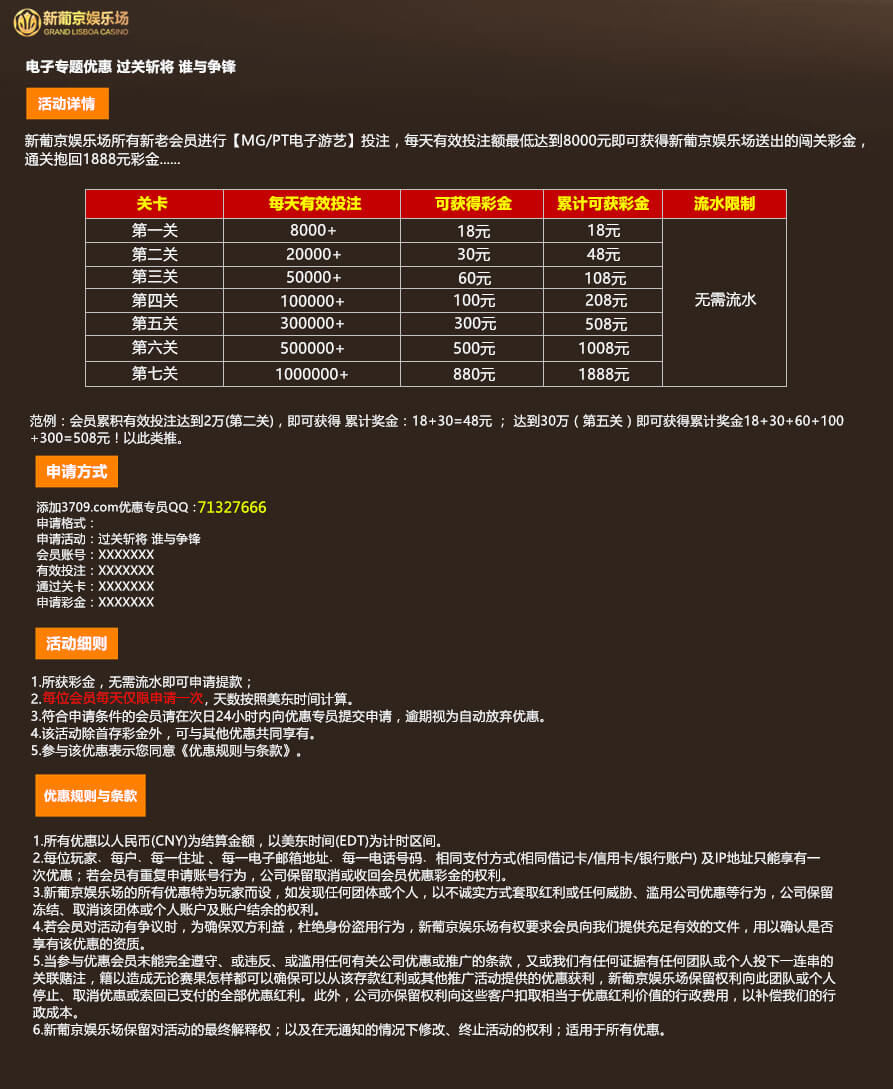 新葡京娱乐场
GRAND LISBOA CASINO
电子专题优惠 过关斩将 谁与争锋
活动详情
新葡京娱乐场所有新老会员进行【MG/PT电子游艺】投注，每天有效投注额最低达到8000元即可获得新葡京娱乐场送出的闯关彩金，
通关抱回1888元彩金......
关卡 每天有效投注 可获得彩金 累计可获彩金 流水限制
第一关 8000+ 18元 18元
第二关 20000+ 30元 48元
第三关 50000+ 60元 108元
第四关 100000+ 100元 208元 无需流水
第五关 300000+ 300元 508元
第六关 500000+ 500元 1008元
第七关 1000000+ 880元 1888元
范例：会员累积有效投注达到2万(第二关)，即可获得 累计奖金：18+30=48元 ； 达到30万（第五关）即可获得累计奖金18+30+60+100
+300=508元！以此类推。
申请方式
添加3709.com优惠专员QQ：71327666
申请格式：
申请活动：过关斩将 谁与争锋
会员账号：XXXXXXX
有效投注：XXXXXXX
通过关卡：XXXXXXX
申请彩金：XXXXXXX
活动细则
1.所获彩金，无需流水即可申请提款；
2.每位会员每天仅限申请一次，天数按照美东时间计算。
3.符合申请条件的会员请在次日24小时内向优惠专员提交申请，逾期视为自动放弃优惠。
4.该活动除首存彩金外，可与其他优惠共同享有。
5.参与该优惠表示您同意《优惠规则与条款》。
优惠规则与条款
1.所有优惠以人民币(CNY)为结算金额，以美东时间(EDT)为计时区间。
2.每位玩家﹑每户﹑每一住址 、每一电子邮箱地址﹑每一电话号码﹑相同支付方式(相同借记卡/信用卡/银行账户) 及IP地址只能享有一
次优惠；若会员有重复申请账号行为，公司保留取消或收回会员优惠彩金的权利。
3.新葡京娱乐场的所有优惠特为玩家而设，如发现任何团体或个人，以不诚实方式套取红利或任何威胁、滥用公司优惠等行为，公司保留
冻结、取消该团体或个人账户及账户结余的权利。
4.若会员对活动有争议时，为确保双方利益，杜绝身份盗用行为，新葡京娱乐场有权要求会员向我们提供充足有效的文件，用以确认是否
享有该优惠的资质。
5.当参与优惠会员未能完全遵守、或违反、或滥用任何有关公司优惠或推广的条款，又或我们有任何证据有任何团队或个人投下一连串的
关联赌注，籍以造成无论赛果怎样都可以确保可以从该存款红利或其他推广活动提供的优惠获利，新葡京娱乐场保留权利向此团队或个人
停止、取消优惠或索回已支付的全部优惠红利。此外，公司亦保留权利向这些客户扣取相当于优惠红利价值的行政费用，以补偿我们的行
政成本。
6.新葡京娱乐场保留对活动的最终解释权；以及在无通知的情况下修改、终止活动的权利；适用于所有优惠。